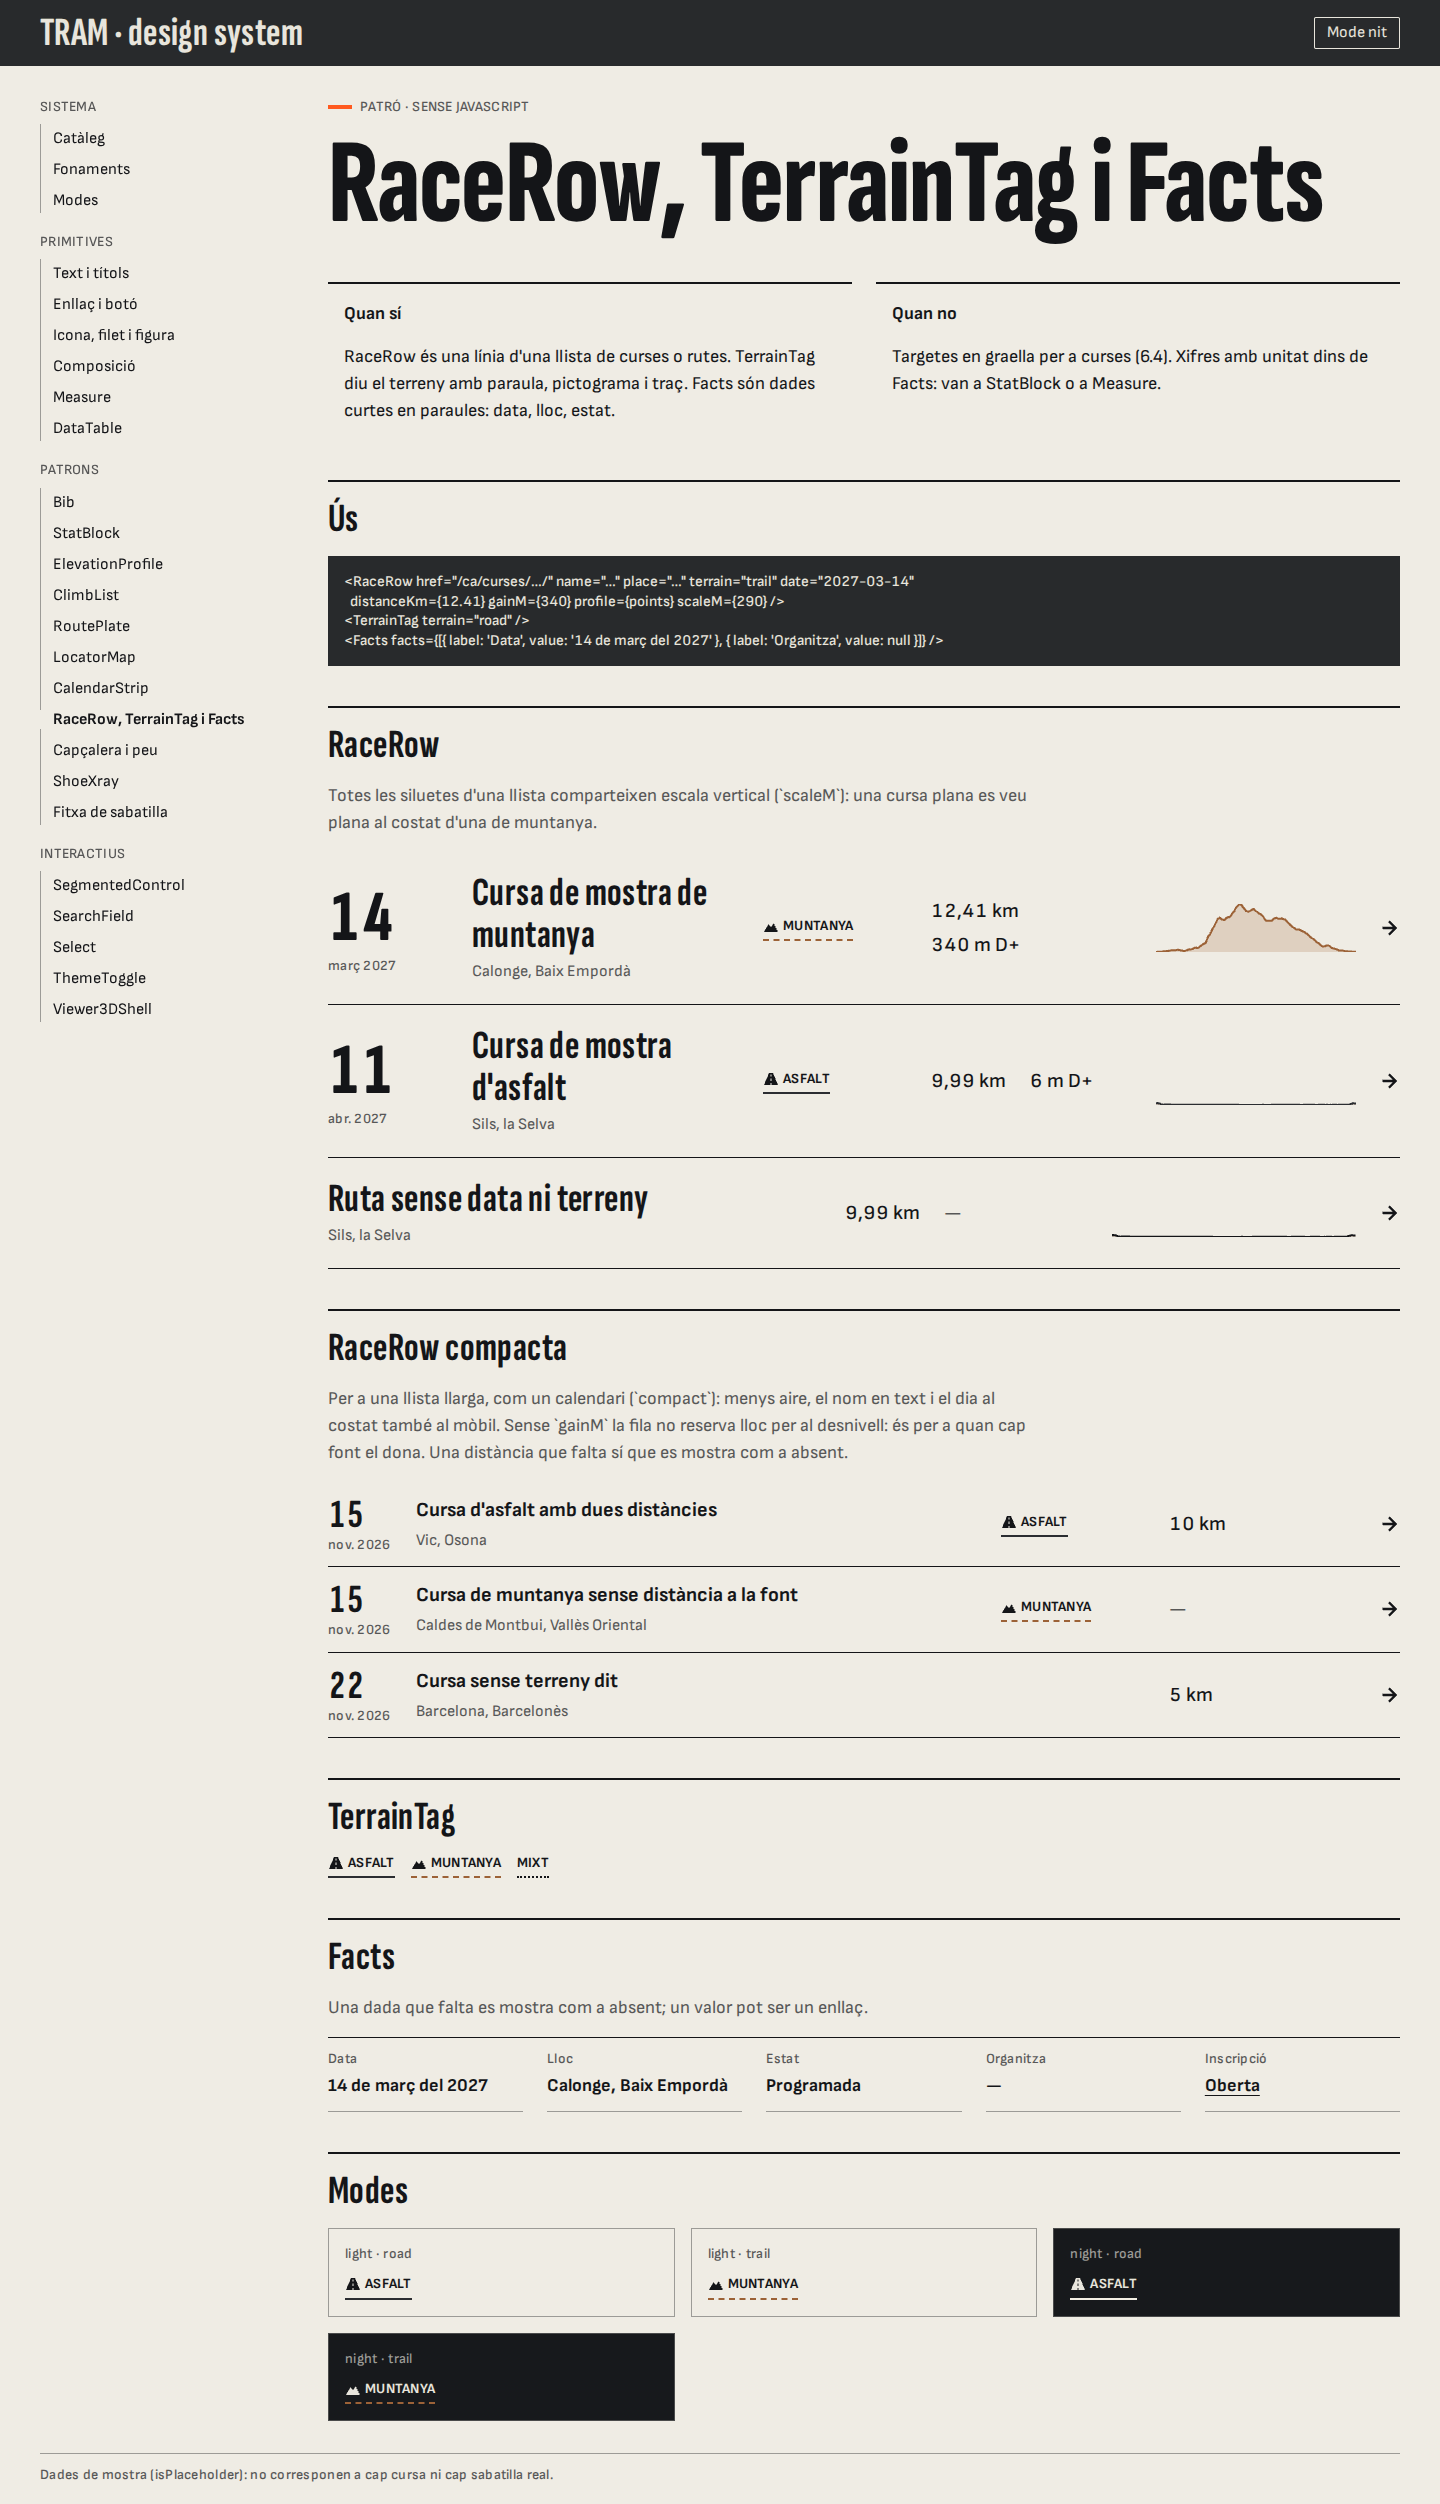 TRAM · design system
Mode nit
SISTEMA
Catàleg
Fonaments
Modes
PRIMITIVES
Text i títols
Enllaç i botó
Icona, filet i figura
Composició
Measure
DataTable
PATRONS
Bib
StatBlock
ElevationProfile
ClimbList
RoutePlate
LocatorMap
CalendarStrip
RaceRow, TerrainTag i Facts
Capçalera i peu
ShoeXray
Fitxa de sabatilla
INTERACTIUS
SegmentedControl
SearchField
Select
ThemeToggle
Viewer3DShell
PATRÓ · SENSE JAVASCRIPT
RaceRow, TerrainTag i Facts
Quan sí
RaceRow és una línia d'una llista de curses o rutes. TerrainTag
diu el terreny amb paraula, pictograma i traç. Facts són dades
curtes en paraules: data, lloc, estat.
Quan no
Targetes en graella per a curses (6.4). Xifres amb unitat dins de
Facts: van a StatBlock o a Measure.
Ús
<RaceRow href="/ca/curses/…/" name="…" place="…" terrain="trail" date="2027-03-14"
distanceKm={12.41} gainM={340} profile={points} scaleM={290} />
<TerrainTag terrain="road" />
<Facts facts={[{ label: 'Data', value: '14 de març del 2027' }, { label: 'Organitza', value: null }]} />
RaceRow
Totes les siluetes d'una llista comparteixen escala vertical (`scaleM`): una cursa plana es veu
plana al costat d'una de muntanya.
14
març 2027
Cursa de mostra de
muntanya
Calonge, Baix Empordà
MUNTANYA
12,41 km
340 m D+
11
abr. 2027
Cursa de mostra
d'asfalt
Sils, la Selva
ASFALT
9,99 km 6 m D+
Ruta sense data ni terreny
Sils, la Selva
9,99 km —
RaceRow compacta
Per a una llista llarga, com un calendari (`compact`): menys aire, el nom en text i el dia al
costat també al mòbil. Sense `gainM` la fila no reserva lloc per al desnivell: és per a quan cap
font el dona. Una distància que falta sí que es mostra com a absent.
15
nov. 2026
Cursa d'asfalt amb dues distàncies
Vic, Osona
ASFALT
10 km
15
nov. 2026
Cursa de muntanya sense distància a la font
Caldes de Montbui, Vallès Oriental
MUNTANYA
—
22
nov. 2026
Cursa sense terreny dit
Barcelona, Barcelonès
5 km
TerrainTag
ASFALT MUNTANYA MIXT
Facts
Una dada que falta es mostra com a absent; un valor pot ser un enllaç.
Data
14 de març del 2027
Lloc
Calonge, Baix Empordà
Estat
Programada
Organitza
—
Inscripció
Oberta
Modes
light · road
ASFALT
light · trail
MUNTANYA
night · road
ASFALT
night · trail
MUNTANYA
Dades de mostra (isPlaceholder): no corresponen a cap cursa ni cap sabatilla real.